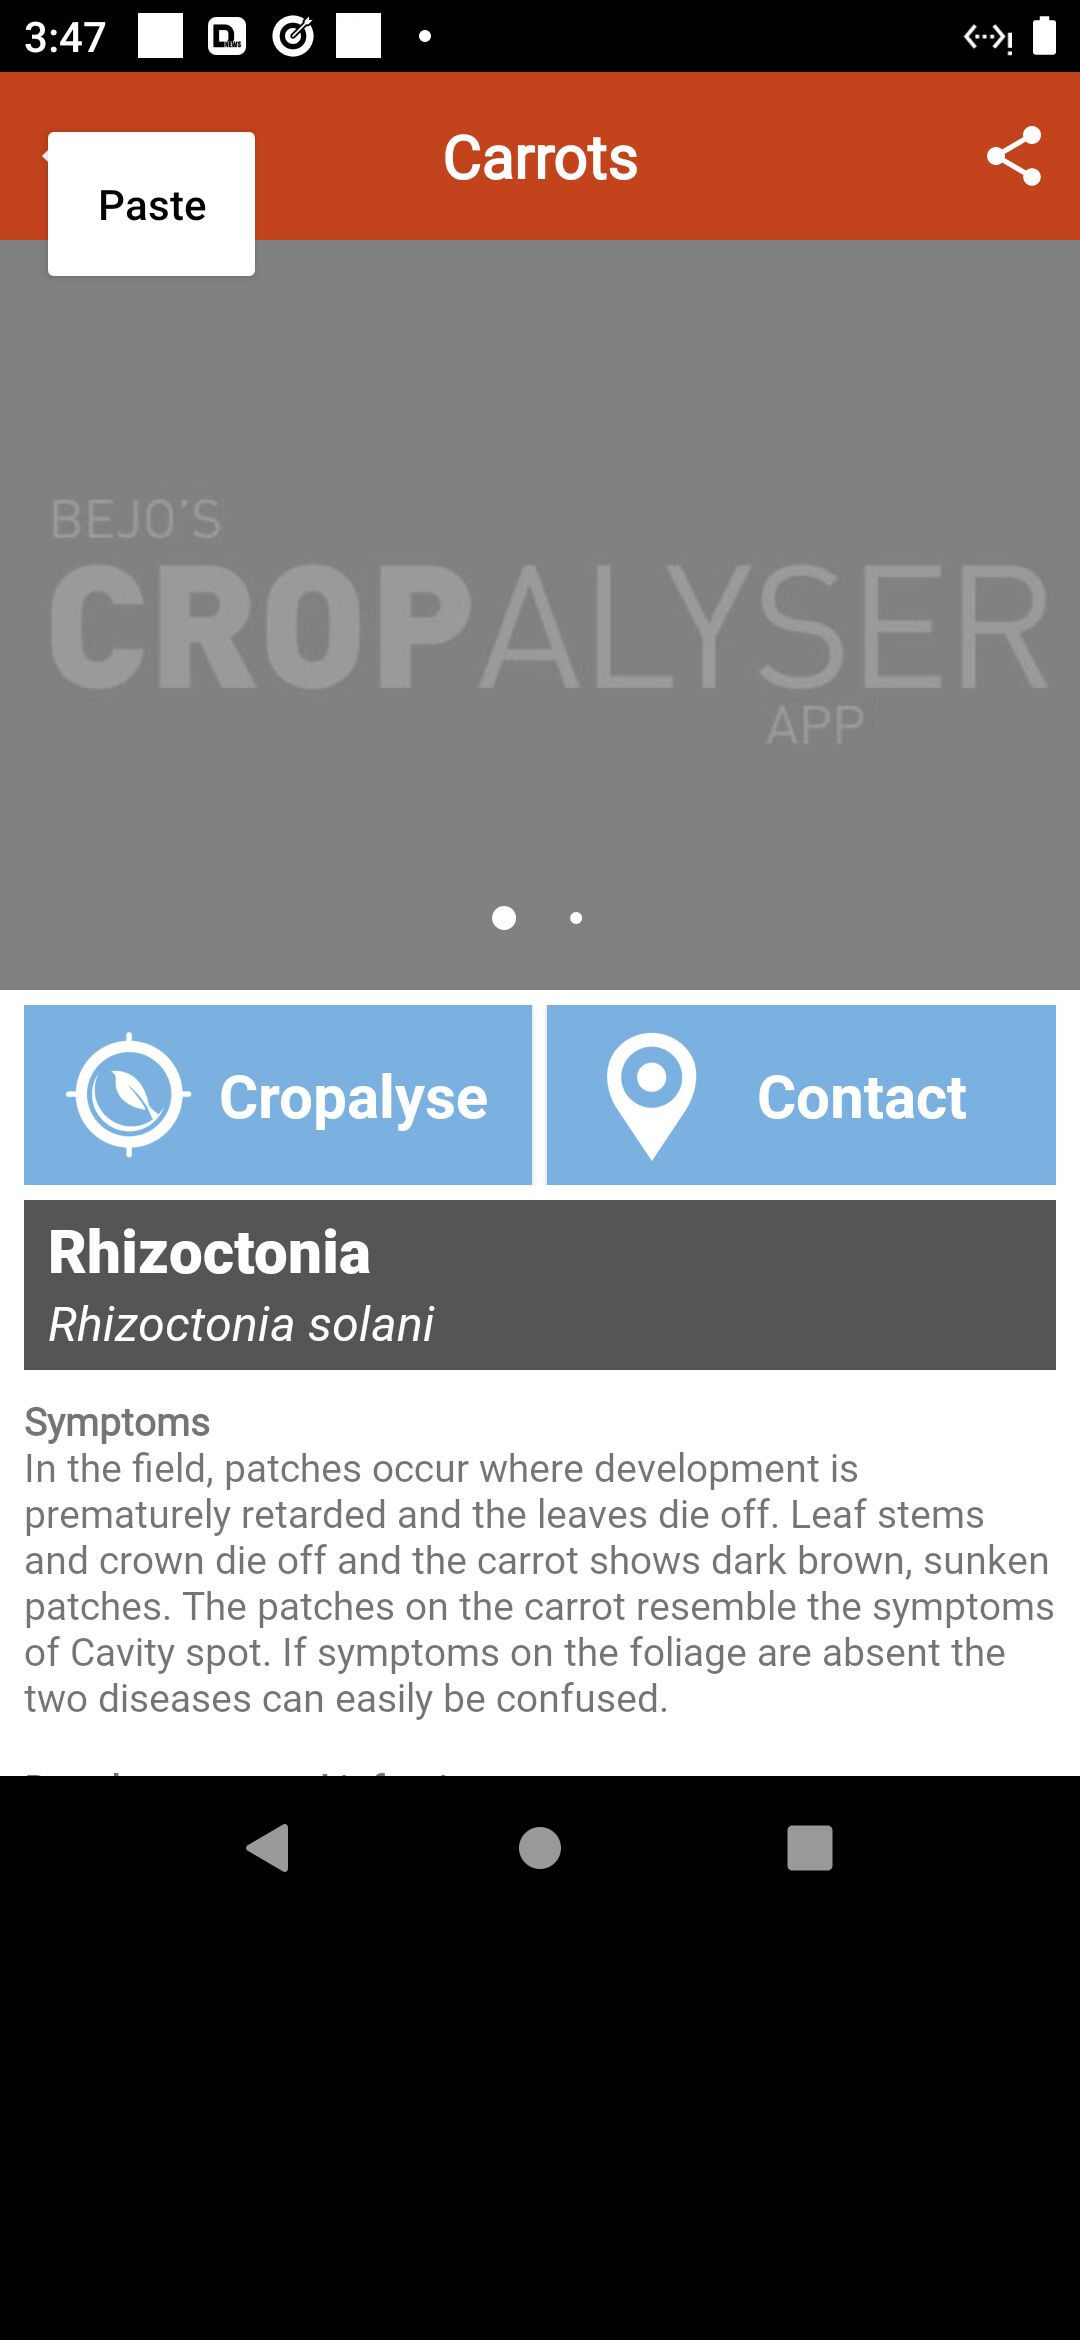 3:47
D NEWS
Carrots
Paste
BEJO'S
CROPALYSER
APP
Cropalyse
Contact
Rhizoctonia
Rhizoctonia solani
Symptoms
In the field, patches occur where development is
prematurely retarded and the leaves die off. Leaf stems
and crown die off and the carrot shows dark brown, sunken
patches. The patches on the carrot resemble the symptoms
of Cavity spot. If symptoms on the foliage are absent the
two diseases can easily be confused.